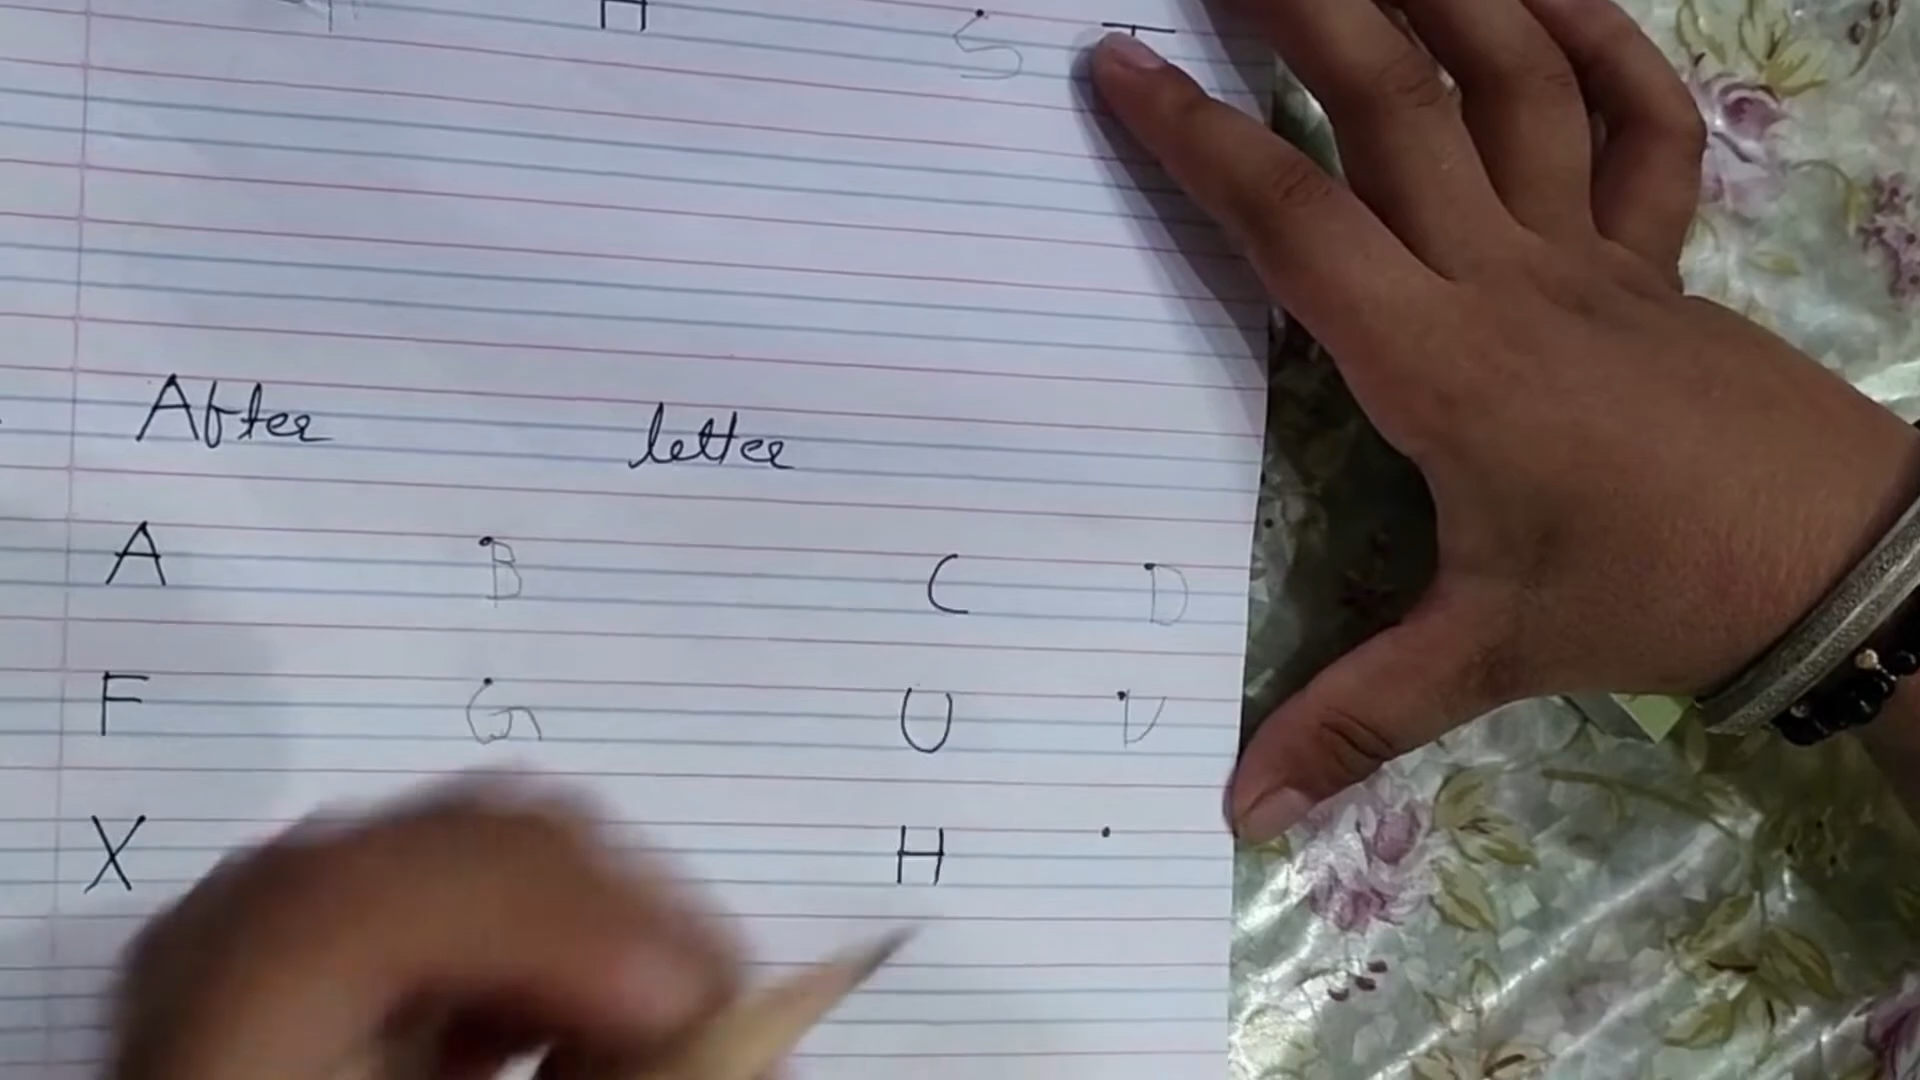 H S
After letter
A B C D
F G U V
X H